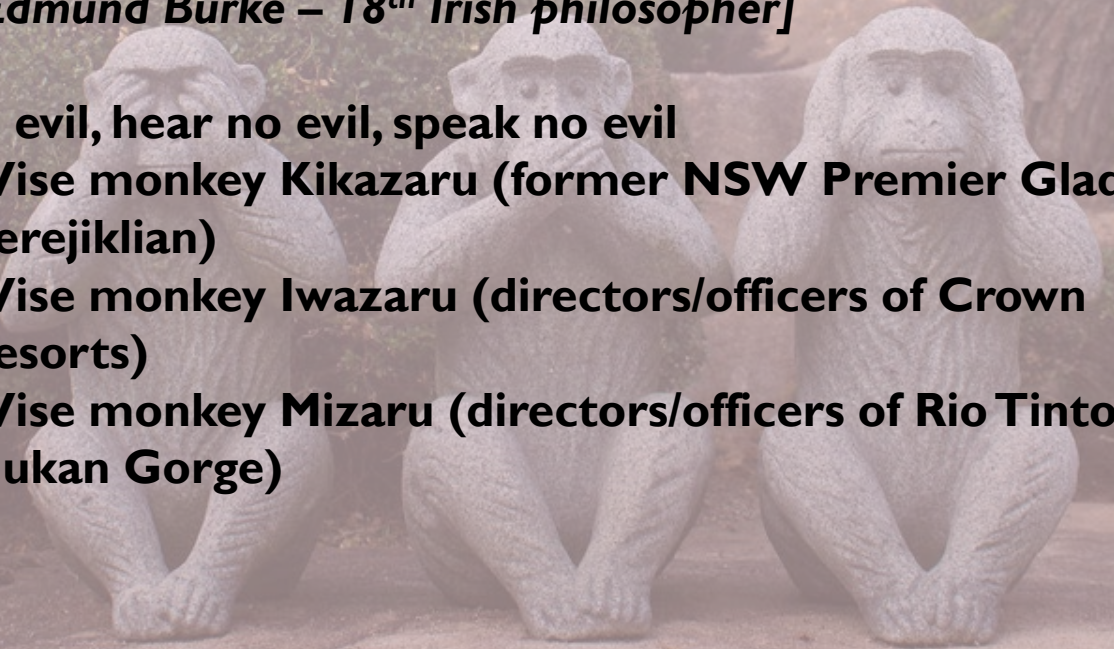 Edmund Burke – 18th Irish philosopher]
evil, hear no evil, speak no evil
Wise monkey Kikazaru (former NSW Premier Glad
erejiklian)
Wise monkey Iwazaru (directors/officers of Crown
esorts)
Wise monkey Mizaru (directors/officers of Rio Tinto
ukan Gorge)